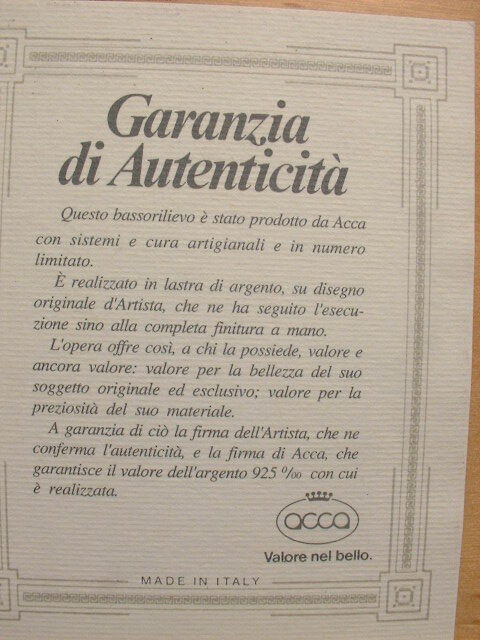 Garanzia
di Autenticità
Questo bassorilievo è stato prodotto da Acca
con sistemi e cura artigianali e in numero
limitato.
È realizzato in lastra di argento, su disegno
originale d'Artista, che ne ha seguito l'esecu-
zione sino alla completa finitura a mano.
L'opera offre così, a chi la possiede, valore e
ancora valore: valore per la bellezza del suo
soggetto originale ed esclusivo; valore per la
preziosità del suo materiale.
A garanzia di ciò la firma dell'Artista, che ne
conferma l'autenticità, e la firma di Acca, che
garantisce il valore dell'argento 925 ‰ con cui
è realizzata.
acca
Valore nel bello.
MADE IN ITALY